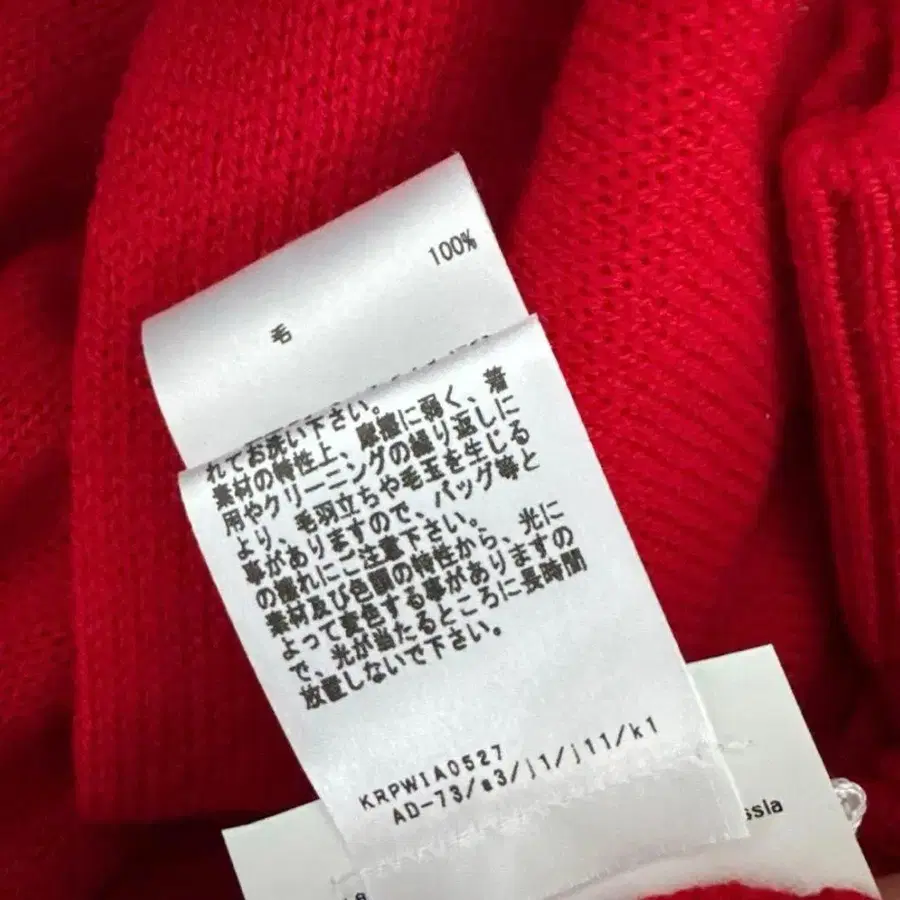 100%
毛
れてお洗い下さい。
素材の特性上、摩擦に弱く、着
用やクリーニングの繰り返しに
より、毛羽立ちや毛玉を生じる
事がありますので、バッグ等と
の擦れにご注意下さい。
素材及び色顔の特性から、光に
よって変色する事がありますの
で、光が当たるところに長時間
放置しないで下さい。
KRPWIA0527
AD-73/s3/j1/j11/k1
ssia